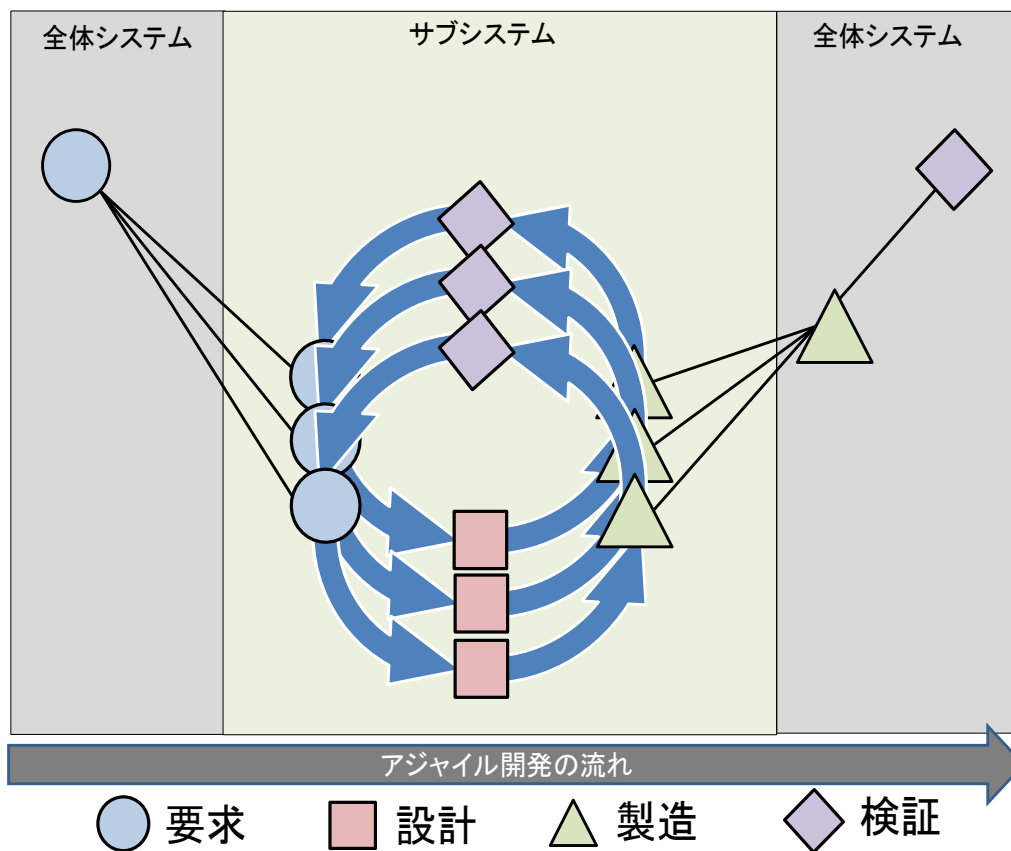 全体システム
サブシステム
全体システム
アジャイル開発の流れ
要求
設計
製造
検証